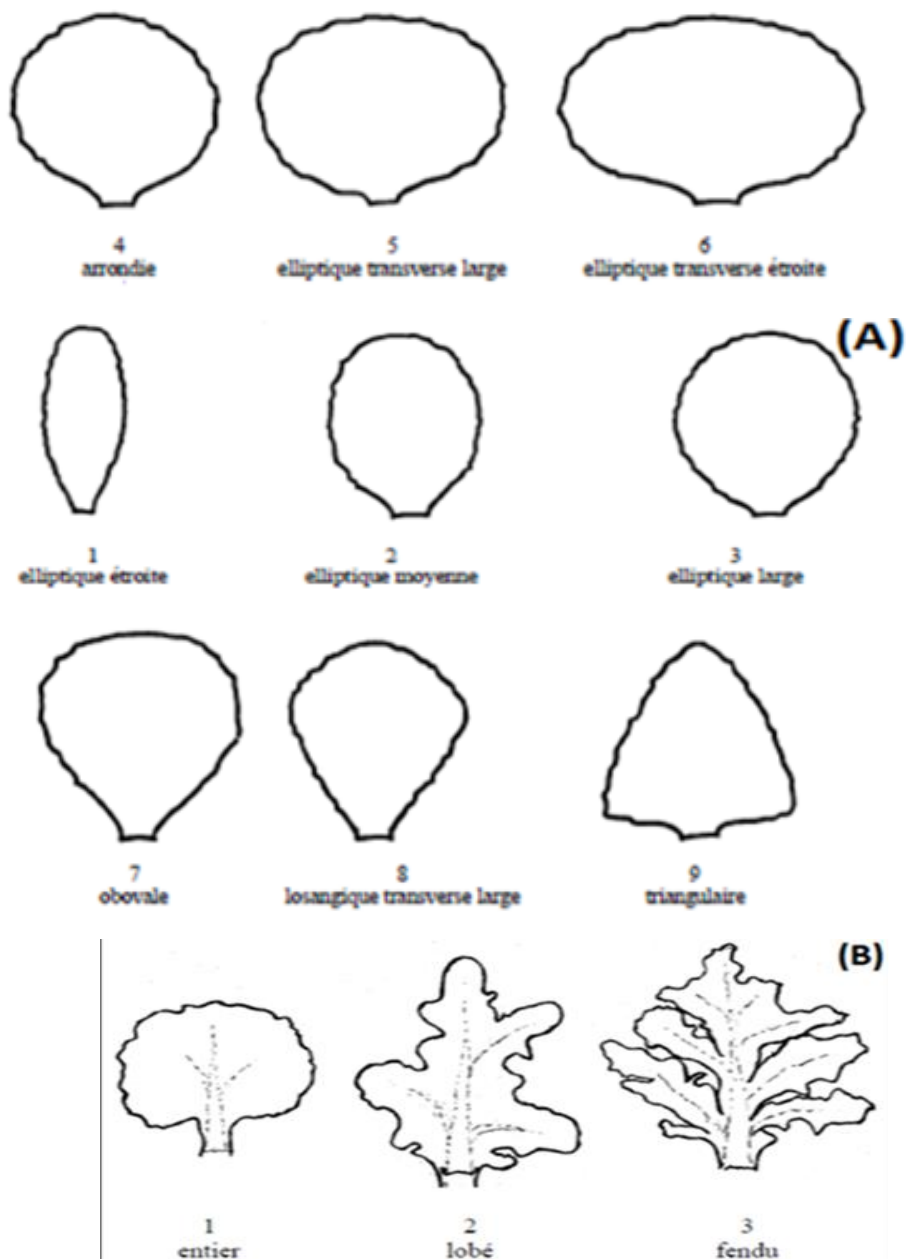 4 5 6
arrondie elliptique transverse large elliptique transverse étroite
(A)
1 2 3
elliptique étroite elliptique moyenne elliptique large
7 8 9
obovale losangique transverse large triangulaire
(B)
1 2 3
entier lobé fendu